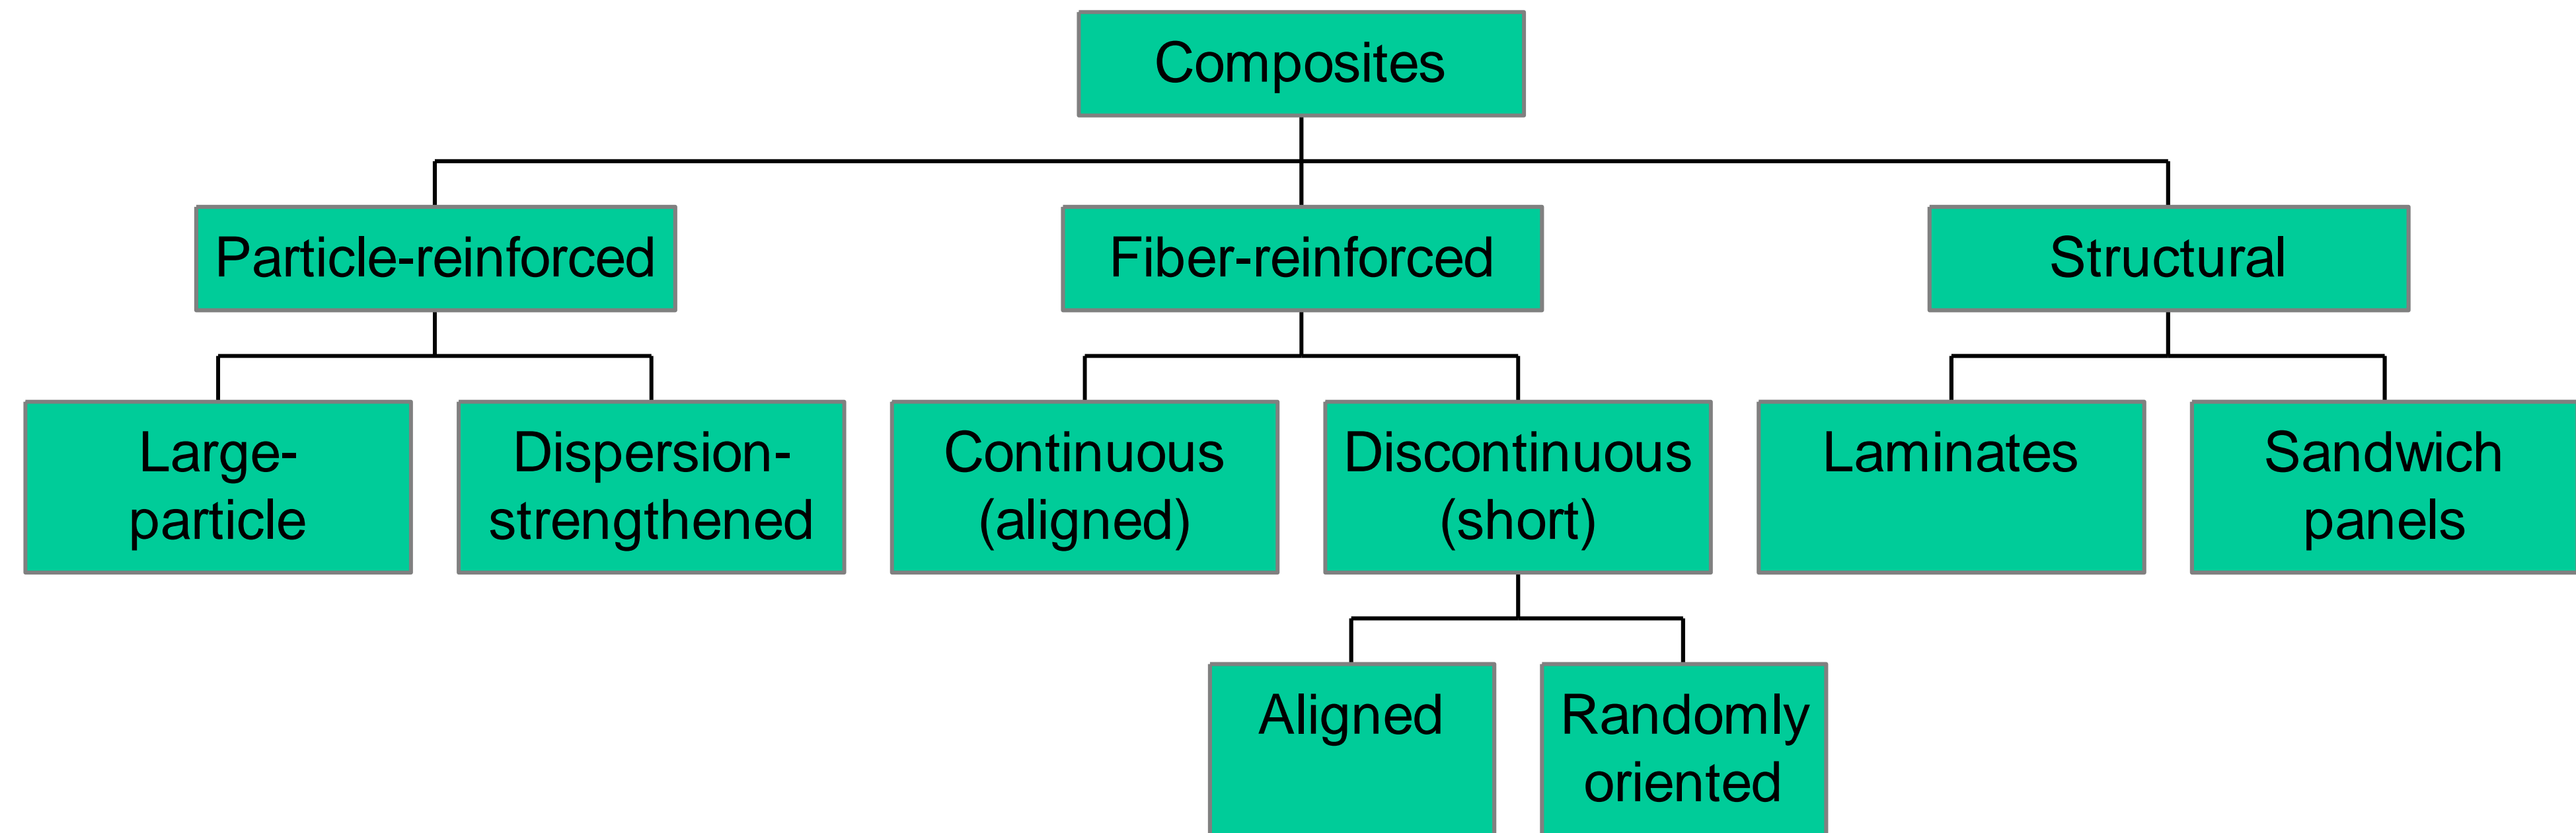 Composites
Particle-reinforced
Fiber-reinforced
Structural
Large-
particle
Dispersion-
strengthened
Continuous
(aligned)
Discontinuous
(short)
Laminates
Sandwich
panels
Aligned
Randomly
oriented